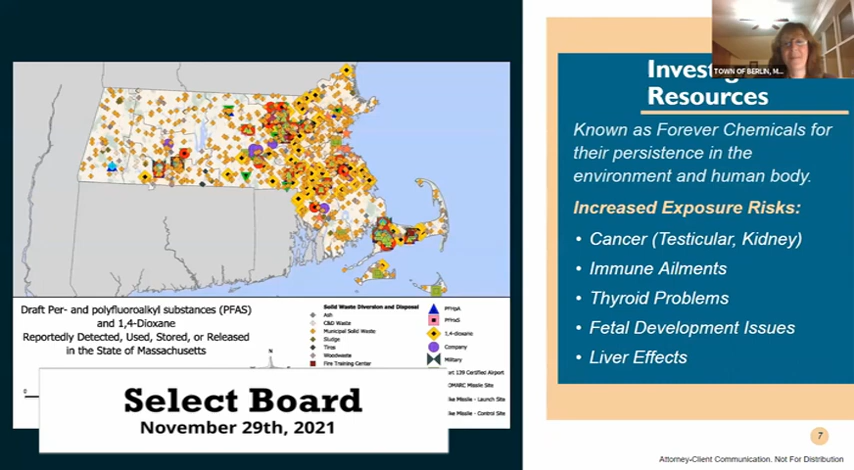 TOWN OF BERLIN, M...
Resources
Known as Forever Chemicals for
their persistence in the
environment and human body.
Increased Exposure Risks:
• Cancer (Testicular, Kidney)
• Immune Ailments
• Thyroid Problems
• Fetal Development Issues
• Liver Effects
Draft Per- and polyfluoroalkyl substances (PFAS)
and 1,4-Dioxane
Reportedly Detected, Used, Stored, or Released
in the State of Massachusetts
N
Solid Waste Diversion and Disposal
Ash
C&D Waste
Municipal Solid Waste
Sludge
Tires
Woodwaste
Fire Training Center
1,4-dioxane
Company
Military
Select Board
November 29th, 2021
7
Attorney-Client Communication. Not For Distribution